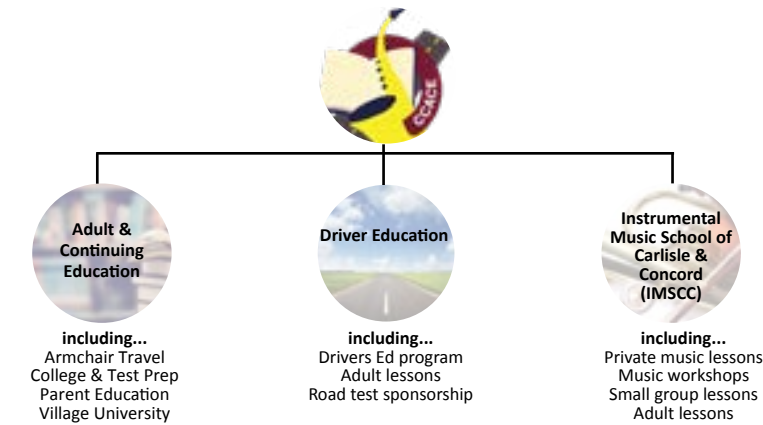 CCACE
Adult &
Continuing
Education
including...
Armchair Travel
College & Test Prep
Parent Education
Village University
Driver Education
including...
Drivers Ed program
Adult lessons
Road test sponsorship
Instrumental
Music School of
Carlisle &
Concord
(IMSCC)
including...
Private music lessons
Music workshops
Small group lessons
Adult lessons